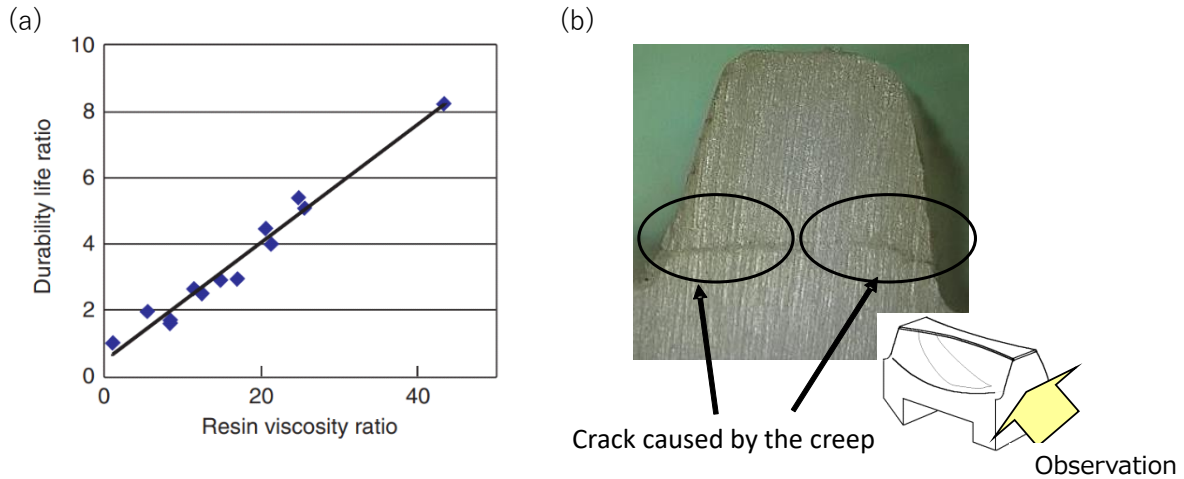 (a)
10
8
6
4
2
0
0
20
40
Durability life ratio
Resin viscosity ratio
(b)
Crack caused by the creep
Observation